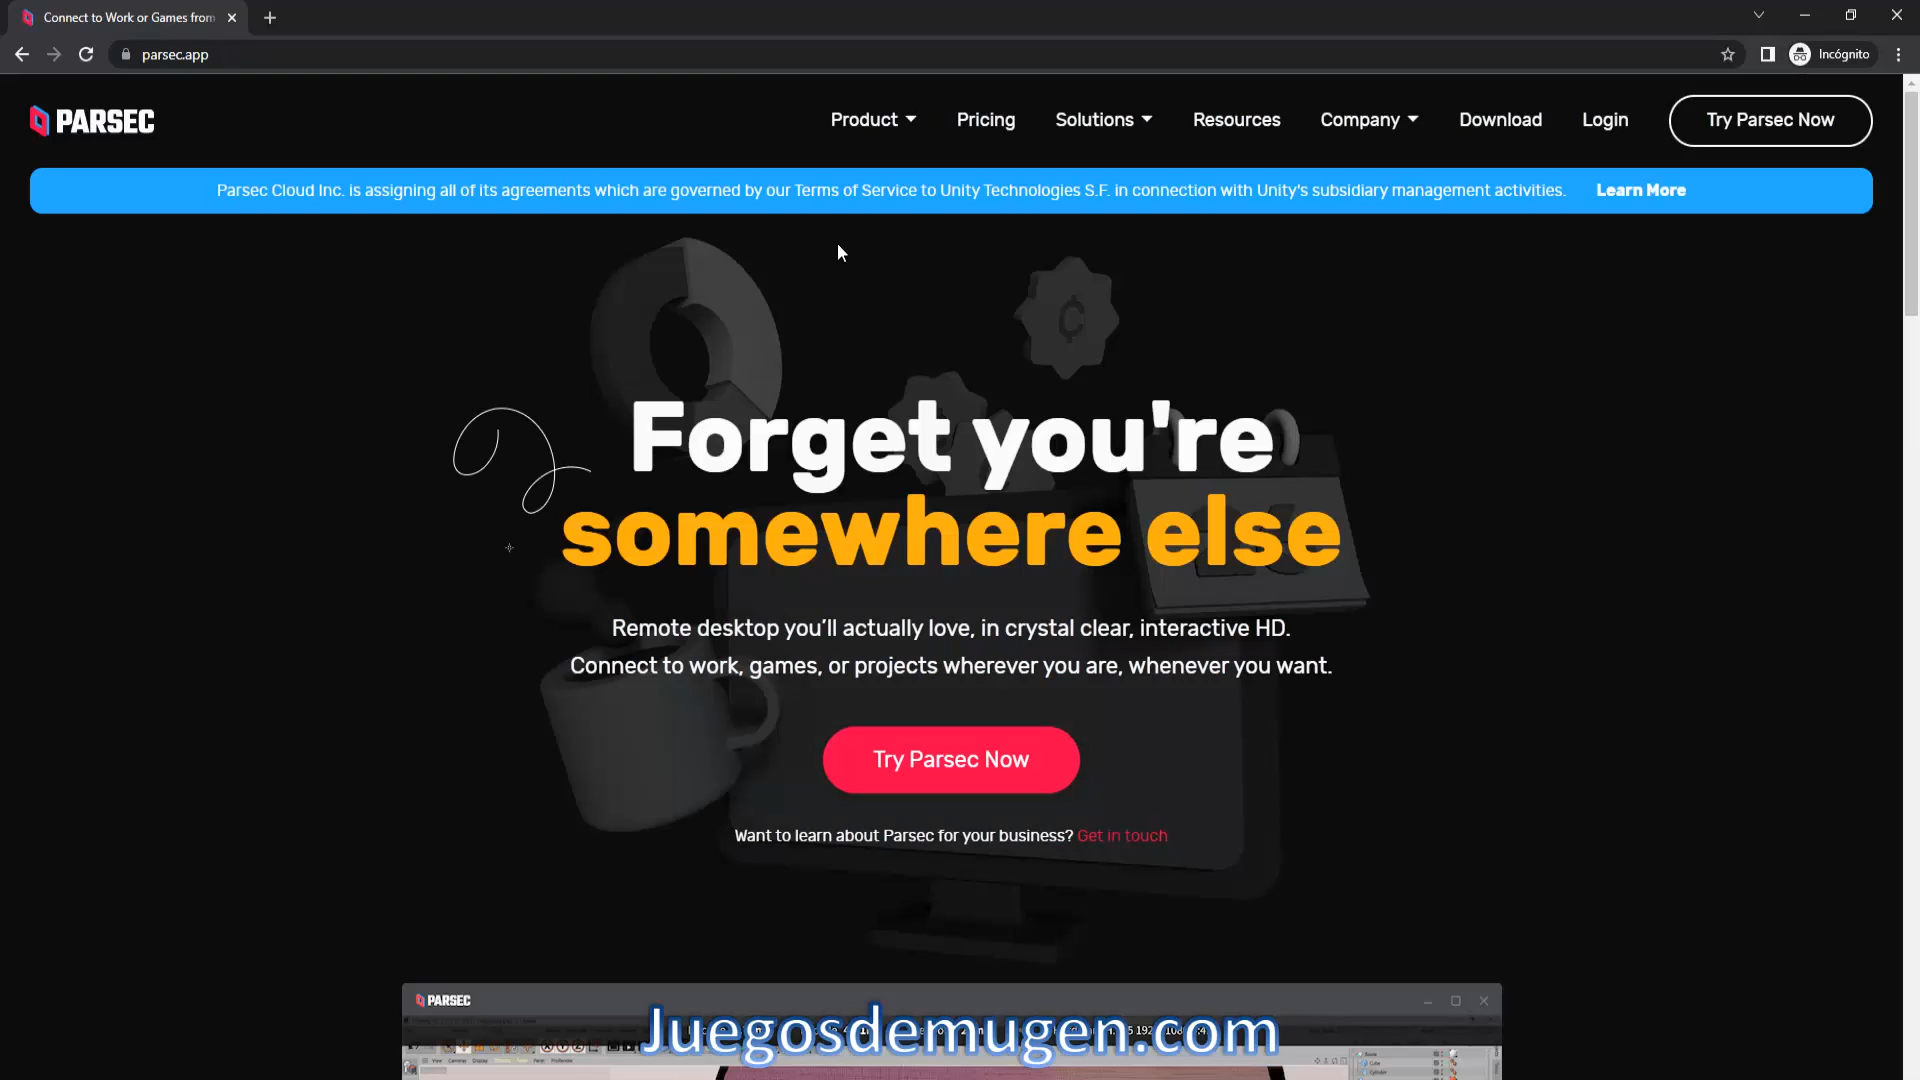 Connect to Work or Games from
parsec.app
Incógnito
PARSEC
Product
Pricing
Solutions
Resources
Company
Download
Login
Try Parsec Now
Parsec Cloud Inc. is assigning all of its agreements which are governed by our Terms of Service to Unity Technologies S.F. in connection with Unity's subsidiary management activities.
Learn More
Forget you're
somewhere else
Remote desktop you’ll actually love, in crystal clear, interactive HD.
Connect to work, games, or projects wherever you are, whenever you want.
Try Parsec Now
Want to learn about Parsec for your business? Get in touch
PARSEC
Juegosdemugen.com